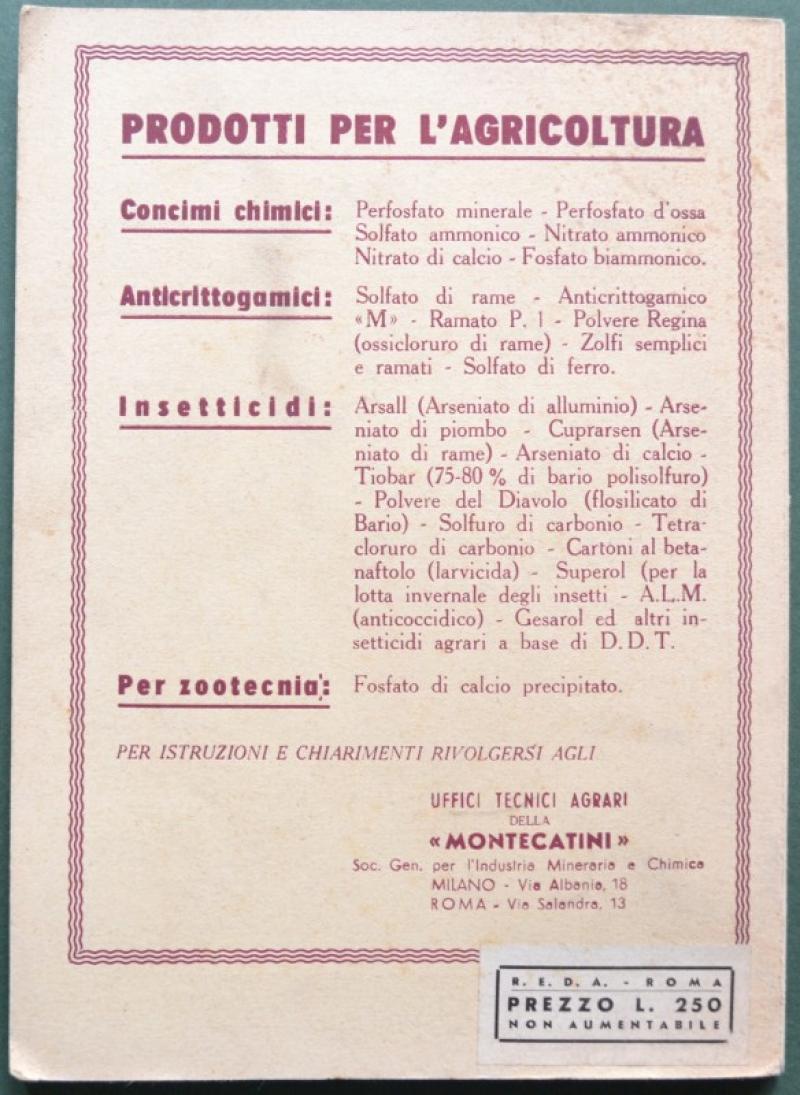 PRODOTTI PER L'AGRICOLTURA
Concimi chimici: Perfosfato minerale - Perfosfato d'ossa
Solfato ammonico - Nitrato ammonico
Nitrato di calcio - Fosfato biammonico.
Anticrittogamici: Solfato di rame - Anticrittogamico
«M» - Ramato P. 1 - Polvere Regina
(ossicloruro di rame) - Zolfi semplici
e ramati - Solfato di ferro.
Insetticidi: Arsall (Arseniato di alluminio) - Arse-
niato di piombo - Cuprarsen (Arse-
niato di rame) - Arseniato di calcio -
Tiobar (75-80 % di bario polisolfuro)
- Polvere del Diavolo (flosilicato di
Bario) - Solfuro di carbonio - Tetra-
cloruro di carbonio - Cartoni al beta-
naftolo (larvicida) - Superol (per la
lotta invernale degli insetti - A.L.M.
(anticoccidico) - Gesarol ed altri in-
setticidi agrari a base di D.D.T.
Per zootecnia: Fosfato di calcio precipitato.
PER ISTRUZIONI E CHIARIMENTI RIVOLGERSI AGLI
UFFICI TECNICI AGRARI
DELLA
«MONTECATINI»
Soc. Gen. per l'Industria Mineraria e Chimica
MILANO - Via Albania, 18
ROMA - Via Salandra, 13
R. E. D. A. - ROMA
PREZZO L. 250
NON AUMENTABILE